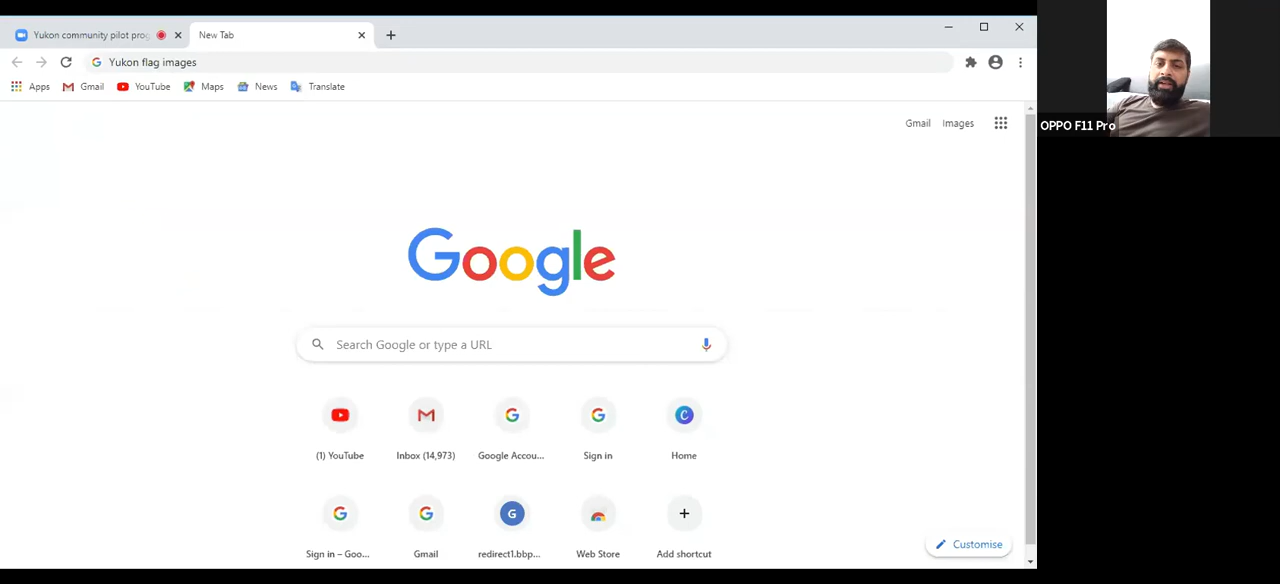 Yukon community pilot prog
New Tab
Yukon flag images
Apps
Gmail
YouTube
Maps
News
Translate
Gmail
Images
OPPO F11 Pro
Google
Search Google or type a URL
C
(1) YouTube
Inbox (14,973)
Google Accou...
Sign in
Home
G
Sign in – Goo...
Gmail
redirect1.bbp...
Web Store
Add shortcut
Customise